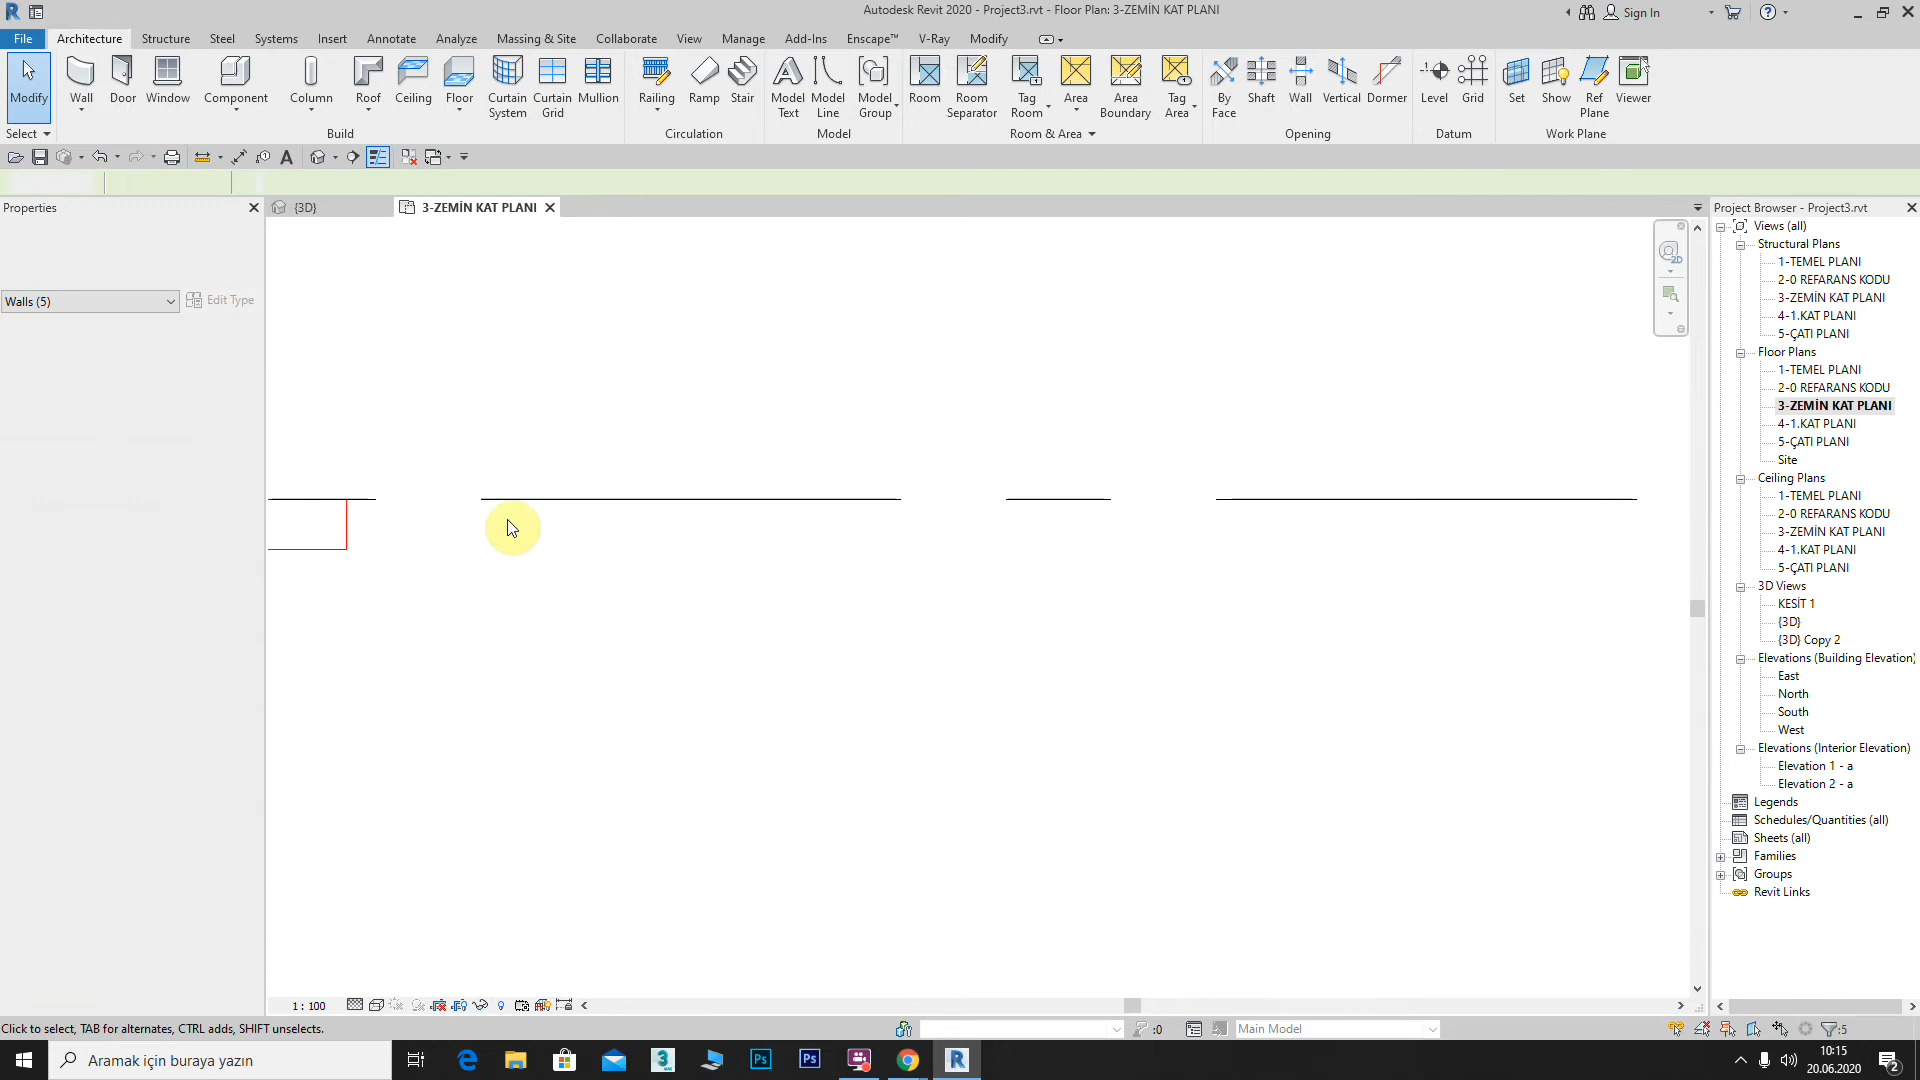 Autodesk Revit 2020 - Project3.rvt - Floor Plan: 3-ZEMİN KAT PLANI
Sign In
File Architecture Structure Steel Systems Insert Annotate Analyze Massing & Site Collaborate View Manage Add-Ins Enscape™ V-Ray Modify
Modify Wall Door Window Component Column Roof Ceiling Floor Curtain System Curtain Grid Mullion Railing Ramp Stair Model Text Model Line Model Group Room Room Separator Tag Room Area Area Boundary Tag Area By Face Shaft Wall Vertical Dormer Level Grid Set Show Ref Plane Viewer
Select Build Circulation Model Room & Area Opening Datum Work Plane
Properties
{3D}
3-ZEMİN KAT PLANI
Project Browser - Project3.rvt
Walls (5)
Edit Type
2D
Views (all)
Structural Plans
1-TEMEL PLANI
2-0 REFARANS KODU
3-ZEMİN KAT PLANI
4-1.KAT PLANI
5-ÇATI PLANI
Floor Plans
1-TEMEL PLANI
2-0 REFARANS KODU
3-ZEMİN KAT PLANI
4-1.KAT PLANI
5-ÇATI PLANI
Site
Ceiling Plans
1-TEMEL PLANI
2-0 REFARANS KODU
3-ZEMİN KAT PLANI
4-1.KAT PLANI
5-ÇATI PLANI
3D Views
KESİT 1
{3D}
{3D} Copy 2
Elevations (Building Elevation)
East
North
South
West
Elevations (Interior Elevation)
Elevation 1 - a
Elevation 2 - a
Legends
Schedules/Quantities (all)
Sheets (all)
Families
Groups
Revit Links
1 : 100
Click to select, TAB for alternates, CTRL adds, SHIFT unselects.
:0
Main Model
:5
Aramak için buraya yazın
10:15
20.06.2020
2